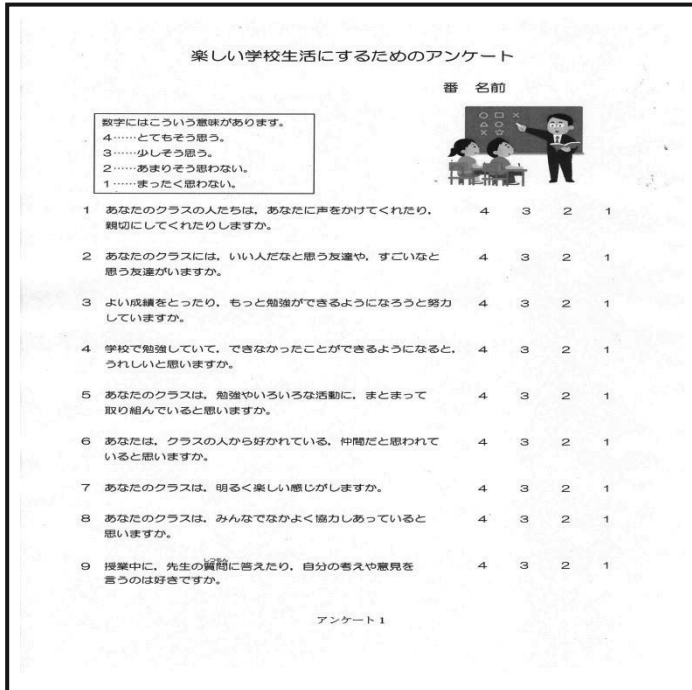 楽しい学校生活にするためのアンケート
番 名前
数字にはこういう意味があります。
4……とてもそう思う。
3……少しそう思う。
2……あまりそう思わない。
1……まったく思わない。
1 あなたのクラスの人たちは，あなたに声をかけてくれたり， 4 3 2 1
親切にしてくれたりしますか。
2 あなたのクラスには，いい人だなと思う友達や，すごいなと 4 3 2 1
思う友達がいますか。
3 よい成績をとったり，もっと勉強ができるようになろうと努力 4 3 2 1
していますか。
4 学校で勉強していて，できなかったことができるようになると， 4 3 2 1
うれしいと思いますか。
5 あなたのクラスは，勉強やいろいろな活動に，まとまって 4 3 2 1
取り組んでいると思いますか。
6 あなたは，クラスの人から好かれている，仲間だと思われて 4 3 2 1
いると思いますか。
7 あなたのクラスは，明るく楽しい感じがしますか。 4 3 2 1
8 あなたのクラスは，みんなでなかよく協力しあっていると 4 3 2 1
思いますか。
しつもん
9 授業中に，先生の質問に答えたり，自分の考えや意見を 4 3 2 1
言うのは好きですか。
アンケート1